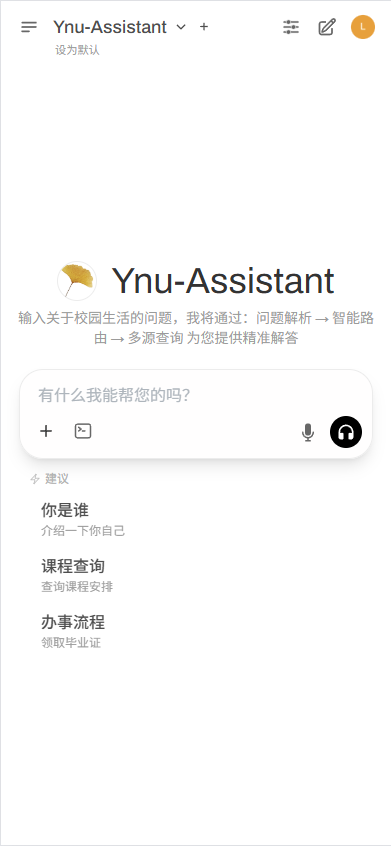 Ynu-Assistant
设为默认
L
Ynu-Assistant
输入关于校园生活的问题，我将通过：问题解析 → 智能路
由 → 多源查询 为您提供精准解答
有什么我能帮您的吗？
建议
你是谁
介绍一下你自己
课程查询
查询课程安排
办事流程
领取毕业证